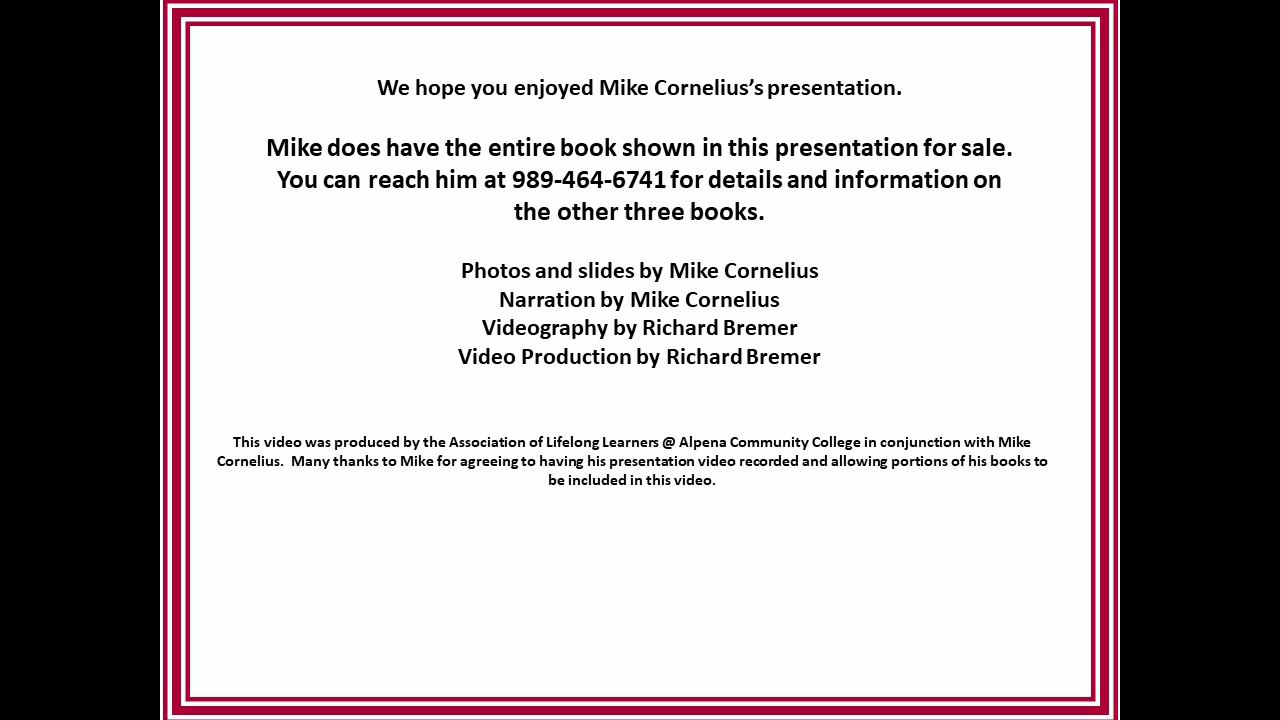 We hope you enjoyed Mike Cornelius’s presentation.
Mike does have the entire book shown in this presentation for sale.
You can reach him at 989-464-6741 for details and information on
the other three books.
Photos and slides by Mike Cornelius
Narration by Mike Cornelius
Videography by Richard Bremer
Video Production by Richard Bremer
This video was produced by the Association of Lifelong Learners @ Alpena Community College in conjunction with Mike
Cornelius.  Many thanks to Mike for agreeing to having his presentation video recorded and allowing portions of his books to
be included in this video.